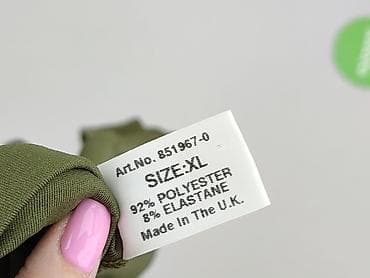 Art.No. 851967-0
SIZE:XL
92% POLYESTER
8% ELASTANE
Made In The U.K.